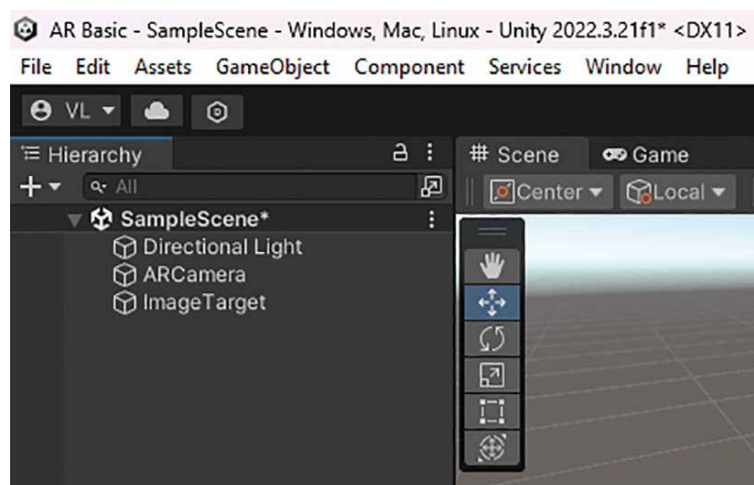 AR Basic - SampleScene - Windows, Mac, Linux - Unity 2022.3.21f1* <DX11>
File Edit Assets GameObject Component Services Window Help
VL
Hierarchy
Scene
Game
All
Center
Local
SampleScene*
Directional Light
ARCamera
ImageTarget